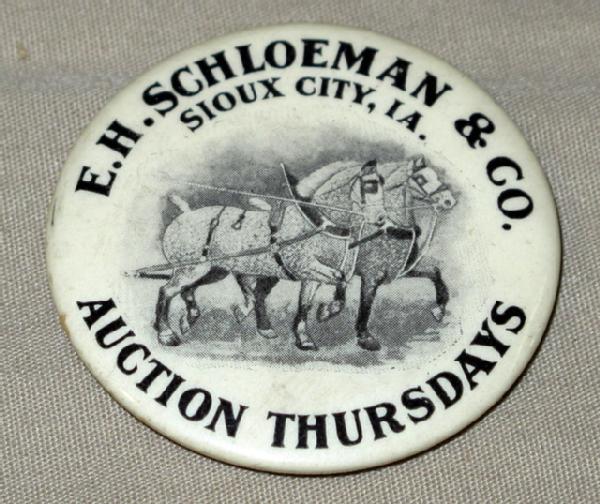 E.H. SCHLOEMAN & CO.
SIOUX CITY, IA.
AUCTION THURSDAYS